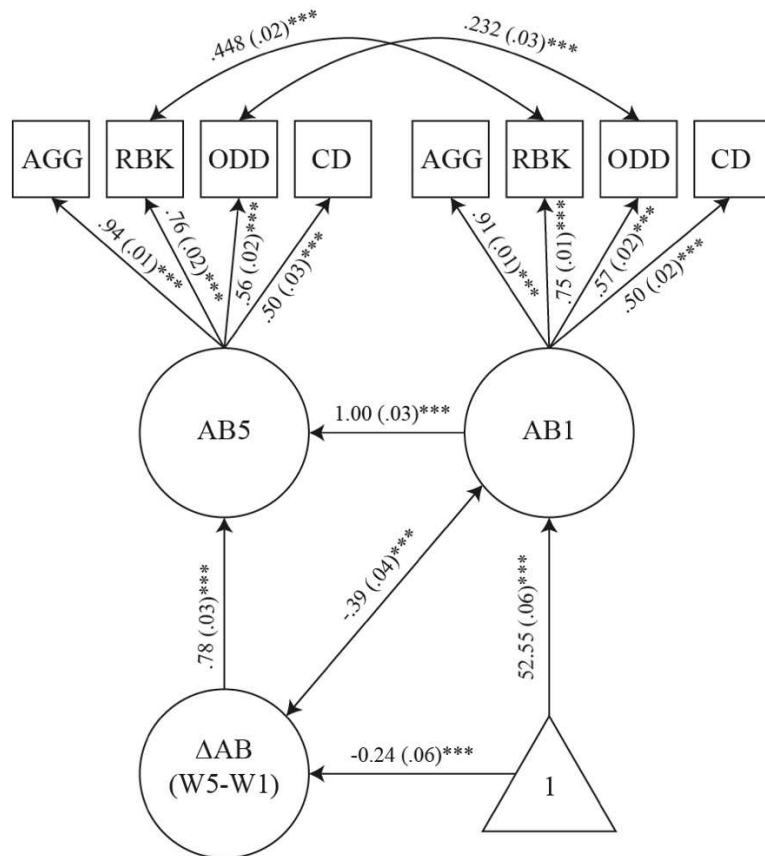 .448 (.02)***
.232 (.03)***
AGG
RBK
ODD
CD
AGG
RBK
ODD
CD
.94 (.01)***
.76 (.02)***
.56 (.02)***
.50 (.03)***
.91 (.01)***
.75 (.01)***
.57 (.02)***
.50 (.02)***
AB5
1.00 (.03)***
AB1
.78 (.03)***
-.39 (.04)***
52.55 (.06)***
ΔAB
(W5-W1)
-0.24 (.06)***
1